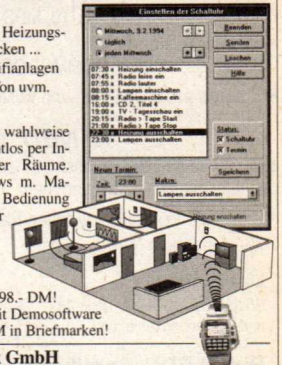 Heizungs-
cken ...
ifianlagen
on uvm.
wahlweise
tlos per In-
er Räume.
ws m. Ma-
Bedienung
98.- DM!
it Demosoftware
M in Briefmarken!
GmbH
Einstellen der Schaltuhr
Mittwoch, 3.2.1994
täglich
jeden Mittwoch
Beenden
Senden
Löschen
Hilfe
07:30 x Heizung einschalten
07:45 x Radio leise ein
07:55 x Radio lauter
08:00 x Lampen einschalten
08:15 x Kaffeemaschine ein
16:00 x CD 2, Titel 4
19:00 x TV - Tagesschau ein
20:15 x Radio > Tape Start
21:00 x Radio > Tape Stop
22:30 x Heizung ausschalten
23:00 x Lampen ausschalten
Status:
Schaltuhr
Termin
Speichern
Neuen Termin:
Zeit: 23:00
Makro:
Lampen ausschalten
Heizung einschalten